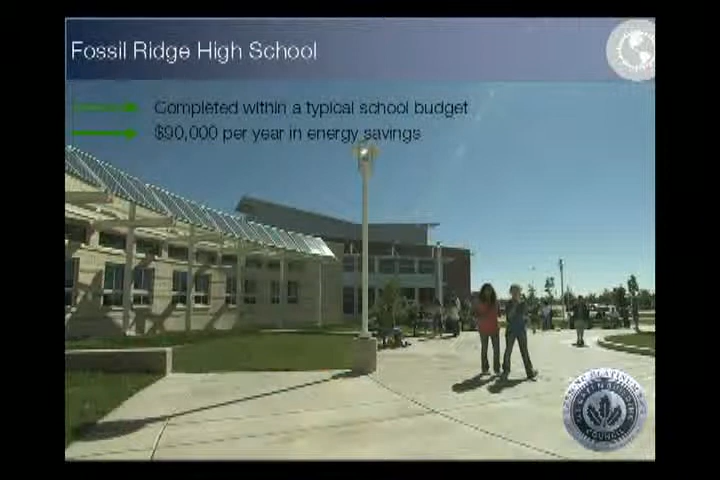 Fossil Ridge High School
Completed within a typical school budget
$90,000 per year in energy savings